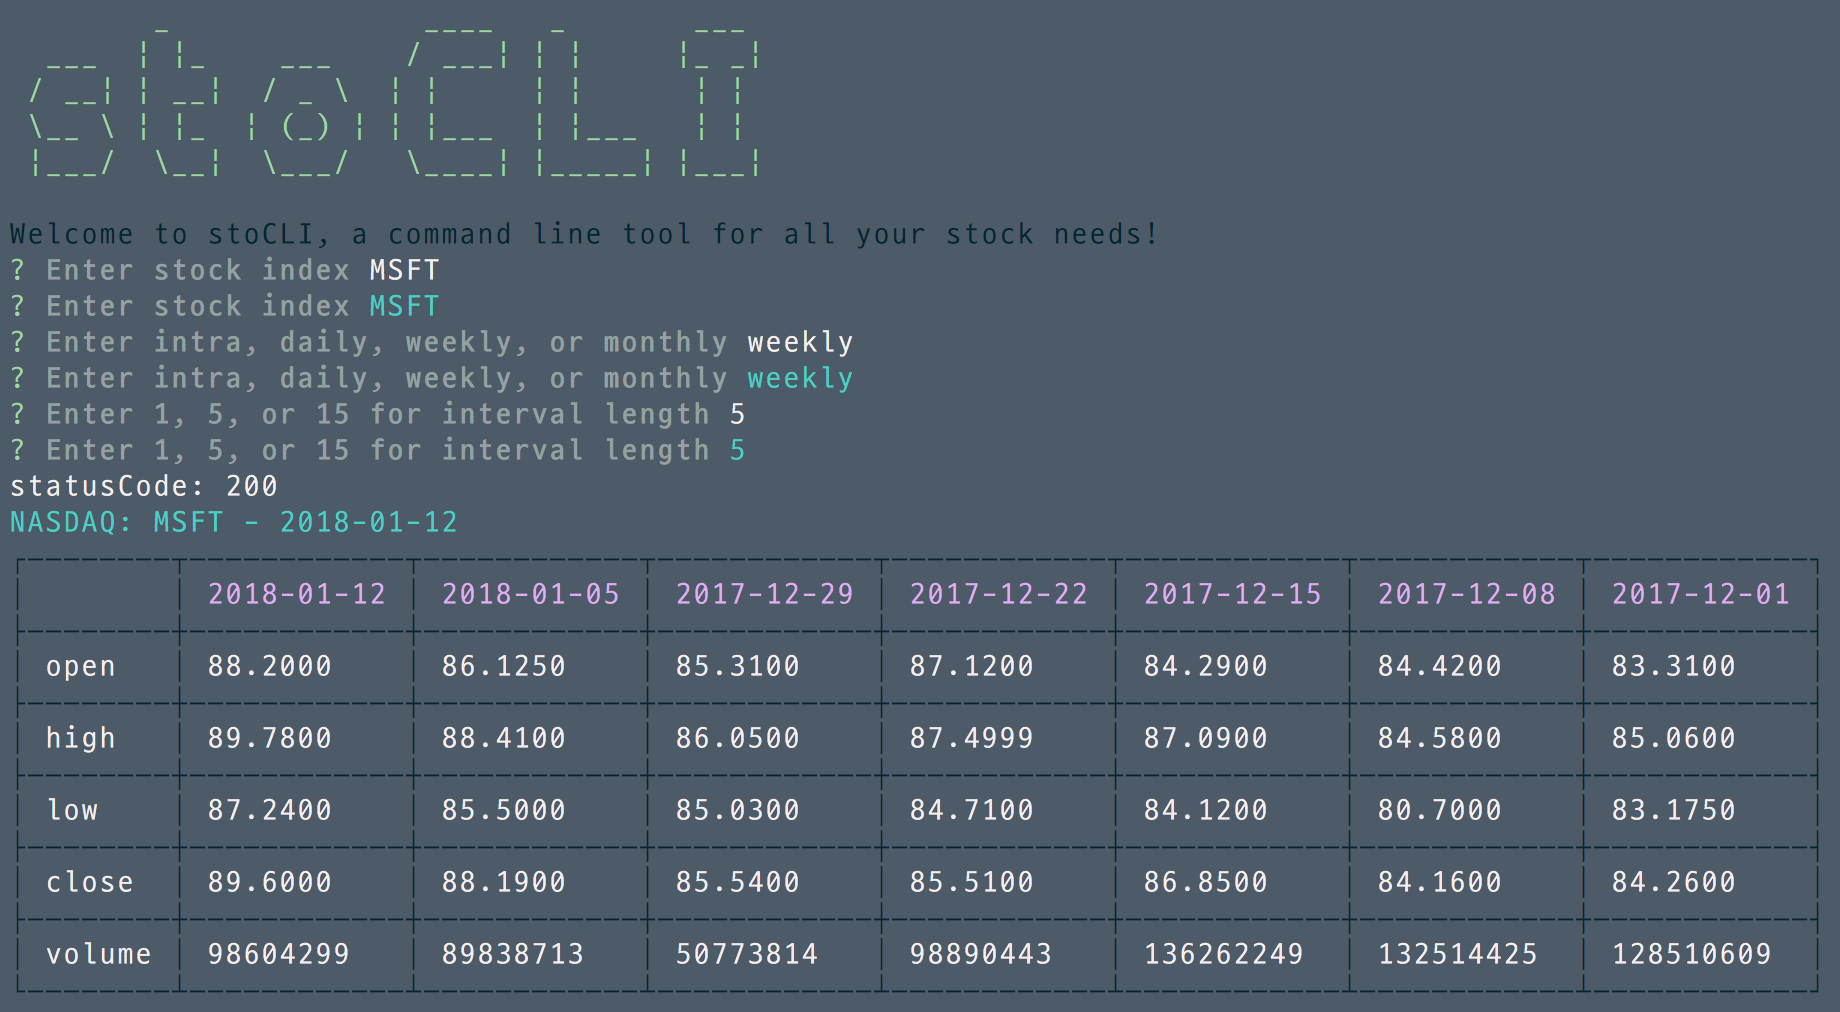 stoCLI
Welcome to stoCLI, a command line tool for all your stock needs!
? Enter stock index MSFT
? Enter stock index MSFT
? Enter intra, daily, weekly, or monthly weekly
? Enter intra, daily, weekly, or monthly weekly
? Enter 1, 5, or 15 for interval length 5
? Enter 1, 5, or 15 for interval length 5
statusCode: 200
NASDAQ: MSFT - 2018-01-12
2018-01-12 2018-01-05 2017-12-29 2017-12-22 2017-12-15 2017-12-08 2017-12-01
open 88.2000 86.1250 85.3100 87.1200 84.2900 84.4200 83.3100
high 89.7800 88.4100 86.0500 87.4999 87.0900 84.5800 85.0600
low 87.2400 85.5000 85.0300 84.7100 84.1200 80.7000 83.1750
close 89.6000 88.1900 85.5400 85.5100 86.8500 84.1600 84.2600
volume 98604299 89838713 50773814 98890443 136262249 132514425 128510609